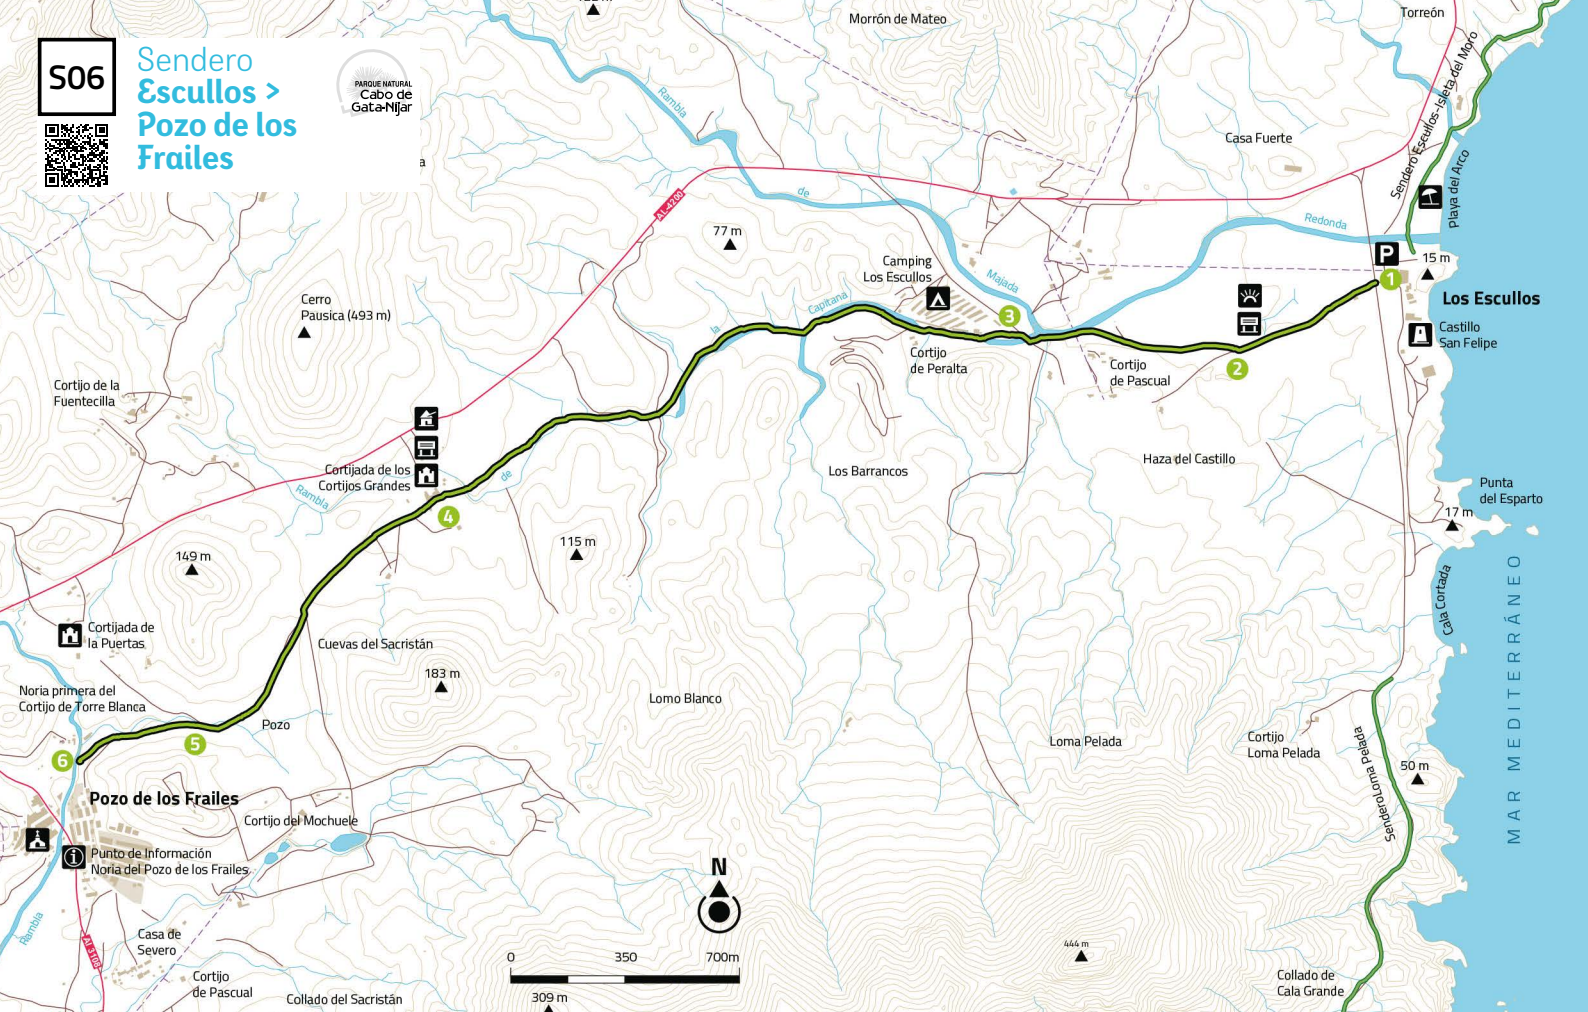 S06
Sendero
Escullos >
Pozo de los
Frailes
PARQUE NATURAL
Cabo de
Gata-Níjar
Morrón de Mateo
Torreón
Sendero Escullos-Isleta del Moro
Rambla
Casa Fuerte
a
Playa del Arco
AL-4200
de
Redonda
77 m
P
15 m
Camping
Los Escullos
Majada
1
Los Escullos
Cerro
Pausica (493 m)
Capitana
la
3
Castillo
San Felipe
Cortijo
de Peralta
Cortijo
de Pascual
2
Cortijo de la
Fuentecilla
Cortijada de los
Cortijos Grandes
de
Los Barrancos
Haza del Castillo
Punta
del Esparto
Rambla
4
17 m
149 m
115 m
MAR MEDITERRÁNEO
Cala Cortada
Cortijada de
la Puertas
Cuevas del Sacristán
183 m
Noria primera del
Cortijo de Torre Blanca
Lomo Blanco
Pozo
5
6
Loma Pelada
Cortijo
Loma Pelada
SenderoLoma Pelada
50 m
Pozo de los Frailes
Cortijo del Mochuele
Punto de Información
Noria del Pozo de los Frailes
N
Rambla
Casa de
Severo
444 m
0 350 700m
Cortijo
de Pascual
Collado del Sacristán
309 m
Collado de
Cala Grande